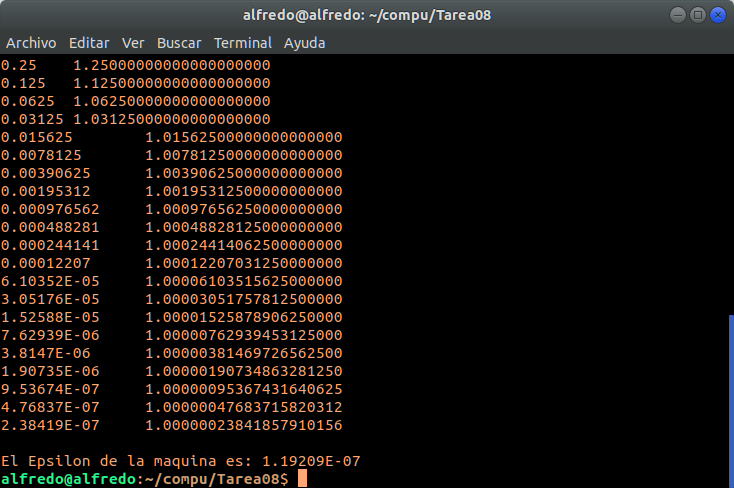 alfredo@alfredo: ~/compu/Tarea08
Archivo Editar Ver Buscar Terminal Ayuda
0.25 1.25000000000000000000
0.125 1.12500000000000000000
0.0625 1.06250000000000000000
0.03125 1.03125000000000000000
0.015625 1.01562500000000000000
0.0078125 1.00781250000000000000
0.00390625 1.00390625000000000000
0.00195312 1.00195312500000000000
0.000976562 1.00097656250000000000
0.000488281 1.00048828125000000000
0.000244141 1.00024414062500000000
0.00012207 1.00012207031250000000
6.10352E-05 1.00006103515625000000
3.05176E-05 1.00003051757812500000
1.52588E-05 1.00001525878906250000
7.62939E-06 1.00000762939453125000
3.8147E-06 1.00000381469726562500
1.90735E-06 1.00000190734863281250
9.53674E-07 1.00000095367431640625
4.76837E-07 1.00000047683715820312
2.38419E-07 1.00000023841857910156
El Epsilon de la maquina es: 1.19209E-07
alfredo@alfredo:~/compu/Tarea08$